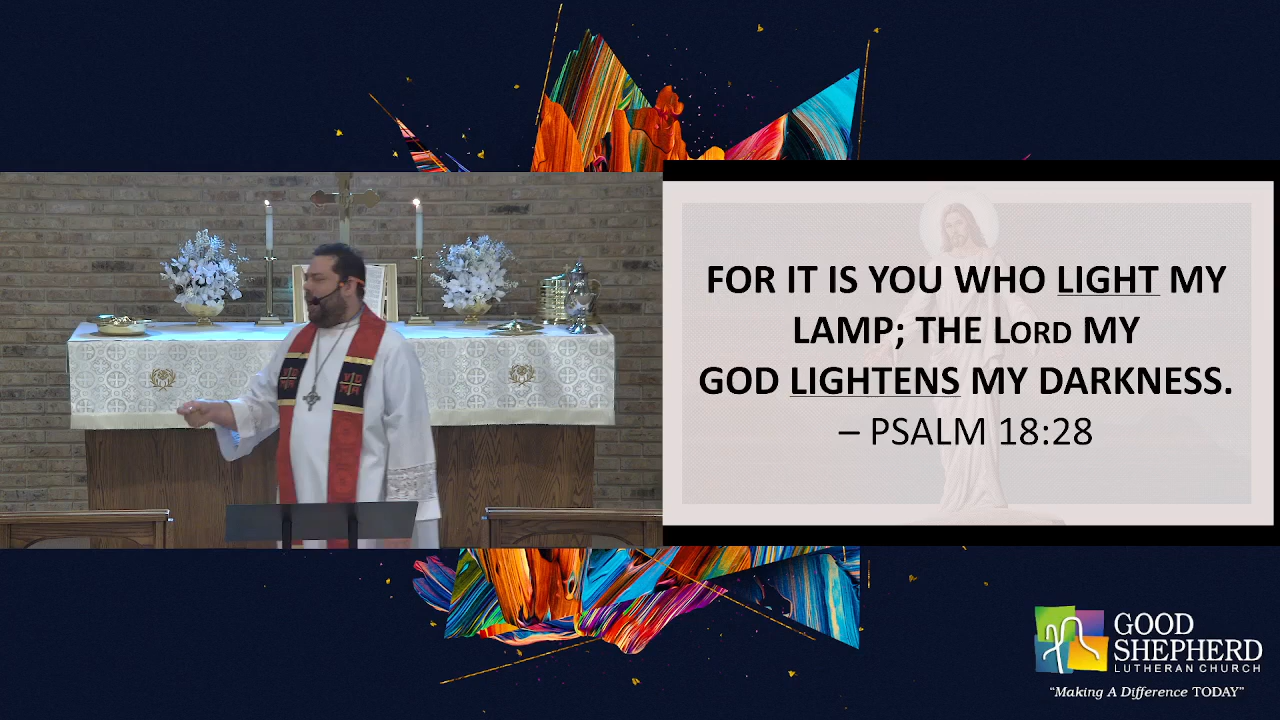 FOR IT IS YOU WHO LIGHT MY
LAMP; THE LORD MY
GOD LIGHTENS MY DARKNESS.
– PSALM 18:28
GOOD
SHEPHERD
LUTHERAN CHURCH
"Making A Difference TODAY"